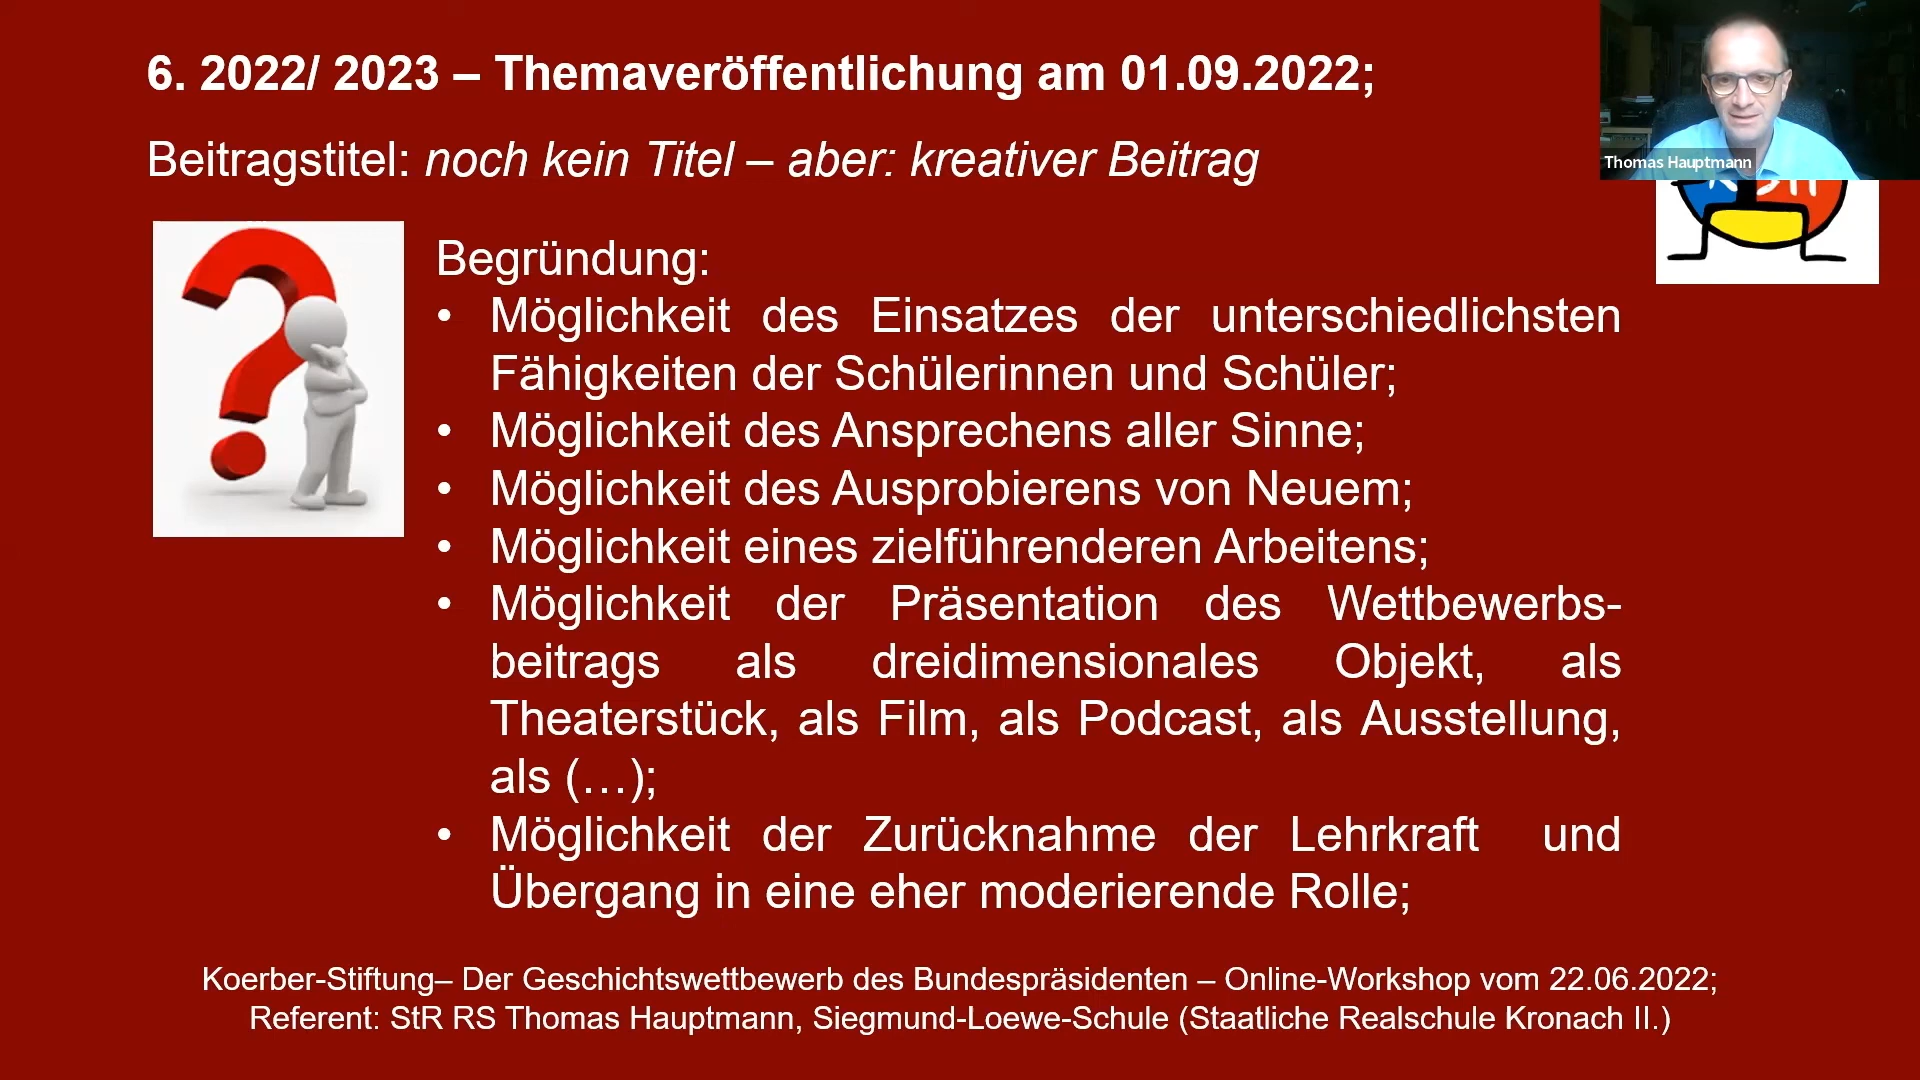 6. 2022/ 2023 – Themaveröffentlichung am 01.09.2022;
Beitragstitel: noch kein Titel – aber: kreativer Beitrag
Thomas Hauptmann
Begründung:
• Möglichkeit des Einsatzes der unterschiedlichsten
Fähigkeiten der Schülerinnen und Schüler;
• Möglichkeit des Ansprechens aller Sinne;
• Möglichkeit des Ausprobierens von Neuem;
• Möglichkeit eines zielführenderen Arbeitens;
• Möglichkeit der Präsentation des Wettbewerbs-
beitrags als dreidimensionales Objekt, als
Theaterstück, als Film, als Podcast, als Ausstellung,
als (…);
• Möglichkeit der Zurücknahme der Lehrkraft und
Übergang in eine eher moderierende Rolle;
Koerber-Stiftung– Der Geschichtswettbewerb des Bundespräsidenten – Online-Workshop vom 22.06.2022;
Referent: StR RS Thomas Hauptmann, Siegmund-Loewe-Schule (Staatliche Realschule Kronach II.)